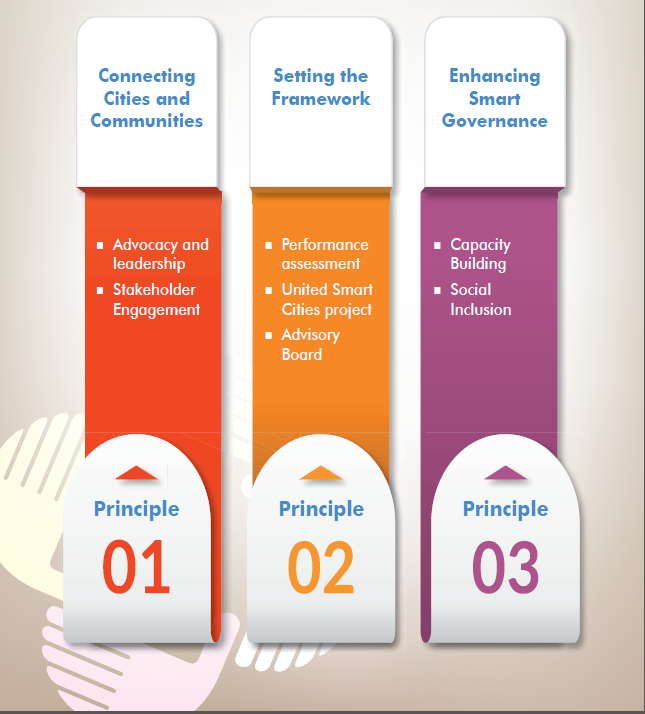 Connecting
Cities and
Communities
▪ Advocacy and
leadership
▪ Stakeholder
Engagement
Principle
01
Setting the
Framework
▪ Performance
assessment
▪ United Smart
Cities project
▪ Advisory
Board
Principle
02
Enhancing
Smart
Governance
▪ Capacity
Building
▪ Social
Inclusion
Principle
03